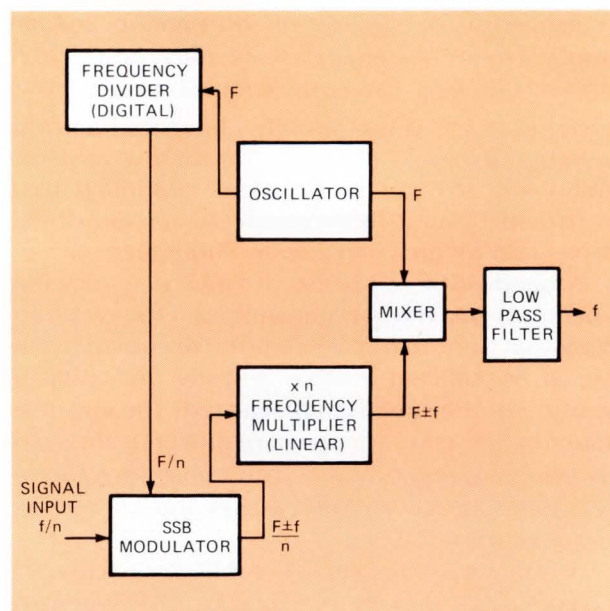 FREQUENCY
DIVIDER
(DIGITAL)
F
OSCILLATOR
F
MIXER
LOW
PASS
FILTER
f
x n
FREQUENCY
MULTIPLIER
(LINEAR)
F±f
F/n
SIGNAL
INPUT
f/n
SSB
MODULATOR
F±f
n